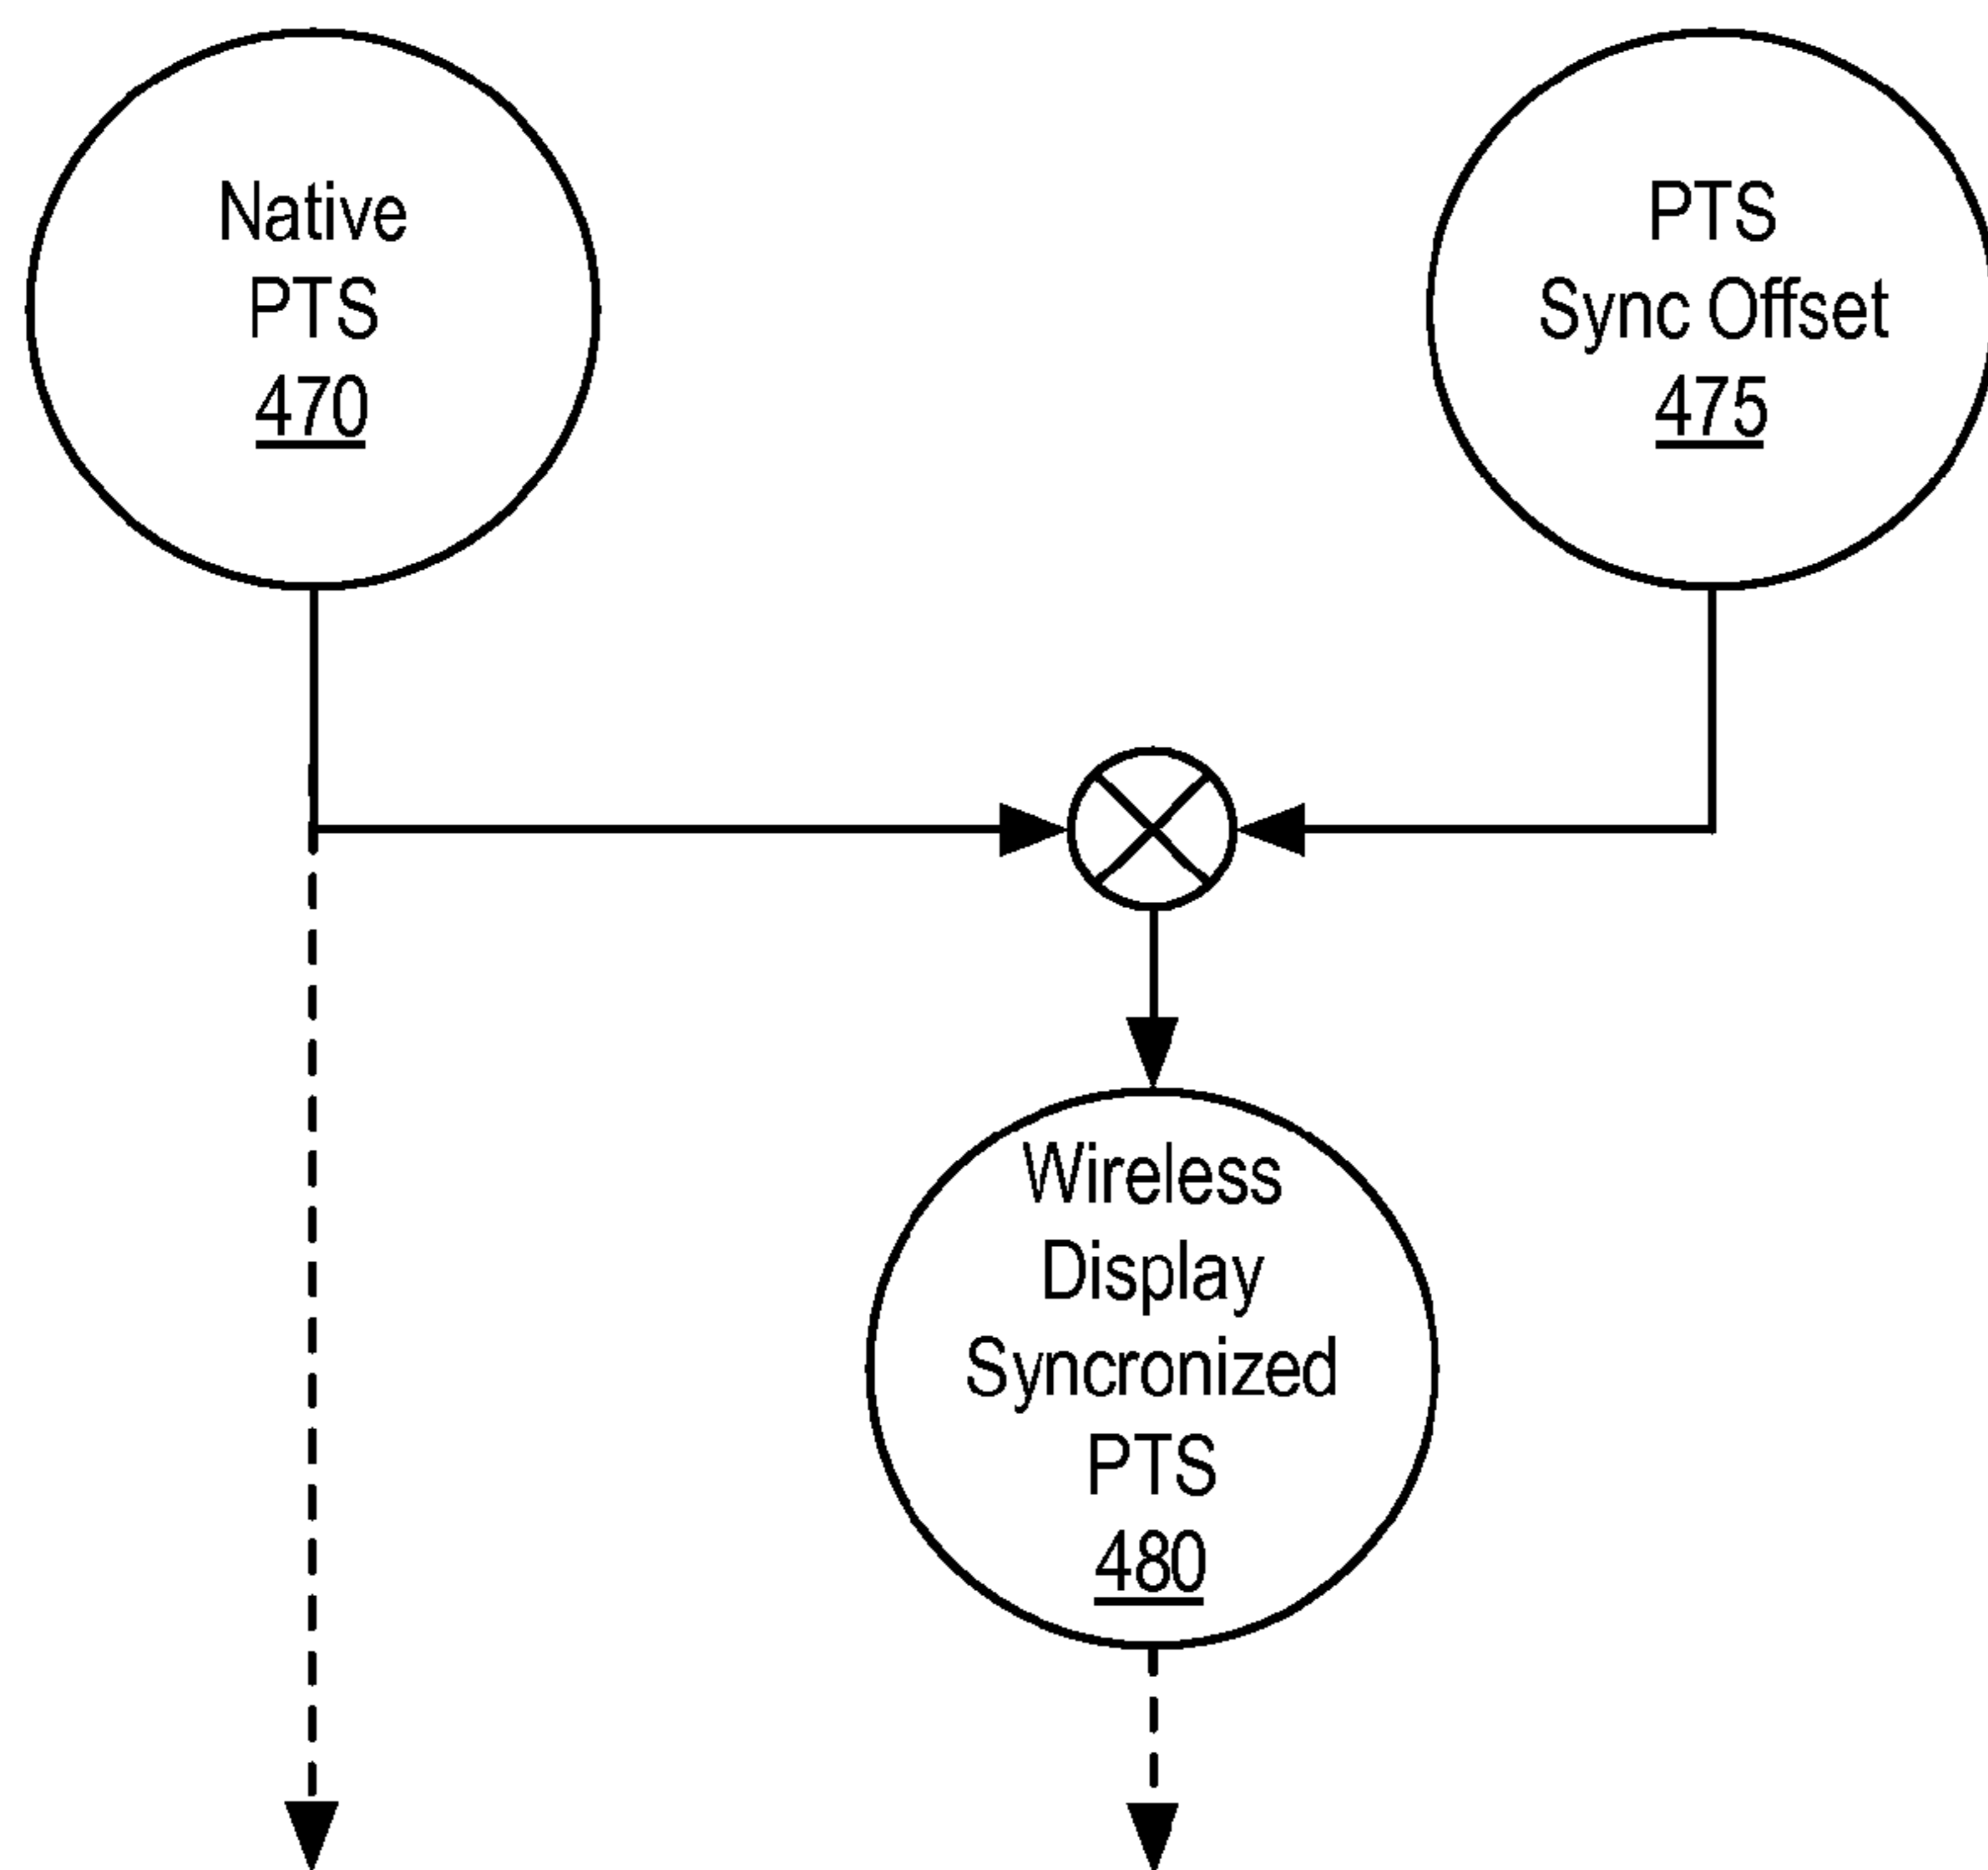 Native
PTS
470
PTS
Sync Offset
475
Wireless
Display
Syncronized
PTS
480